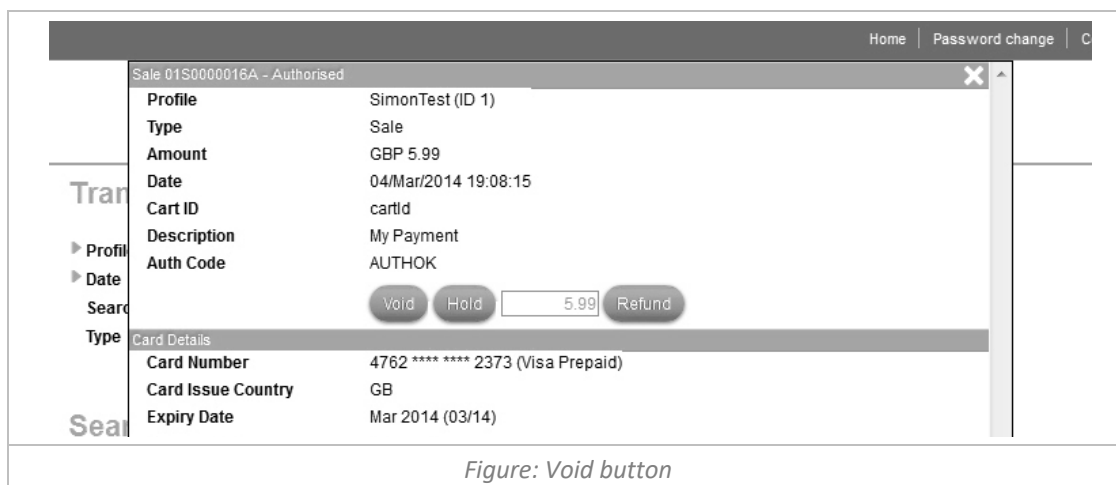 Home | Password change | C
Sale 01S0000016A - Authorised
Profile SimonTest (ID 1)
Type Sale
Amount GBP 5.99
Date 04/Mar/2014 19:08:15
Cart ID cartId
Description My Payment
Auth Code AUTHOK
Void Hold 5.99 Refund
Card Details
Card Number 4762 **** **** 2373 (Visa Prepaid)
Card Issue Country GB
Expiry Date Mar 2014 (03/14)
Tran
Profil
Date
Searc
Type
Sear
Figure: Void button